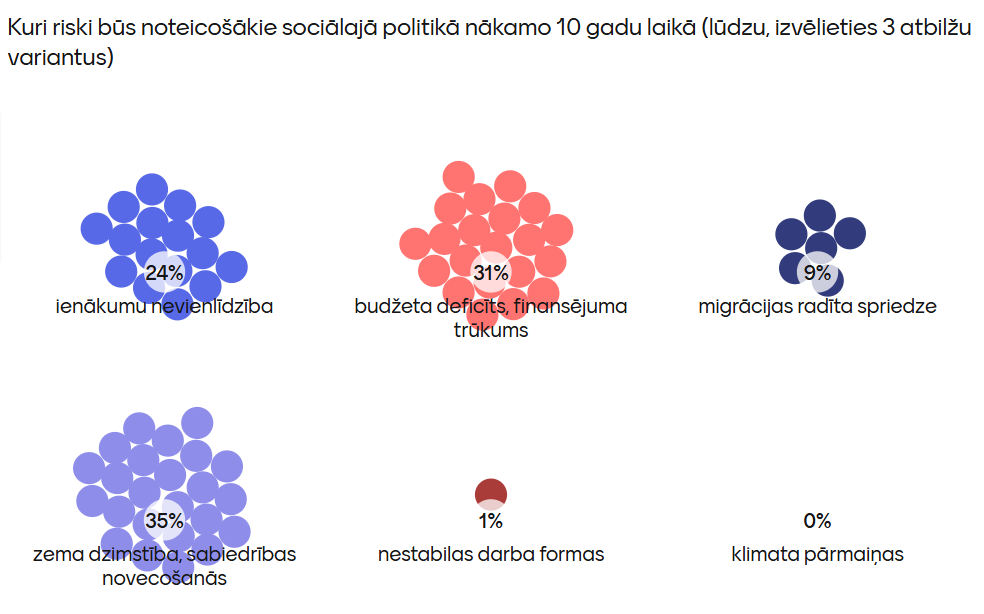 Kuri riski būs noteicošākie sociālajā politikā nākamo 10 gadu laikā (lūdzu, izvēlieties 3 atbilžu
variantus)
24%
ienākumu nevienlīdzība
31%
budžeta deficīts, finansējuma
trūkums
9%
migrācijas radīta spriedze
35%
zema dzimstība, sabiedrības
novecošanās
1%
nestabilas darba formas
0%
klimata pārmaiņas